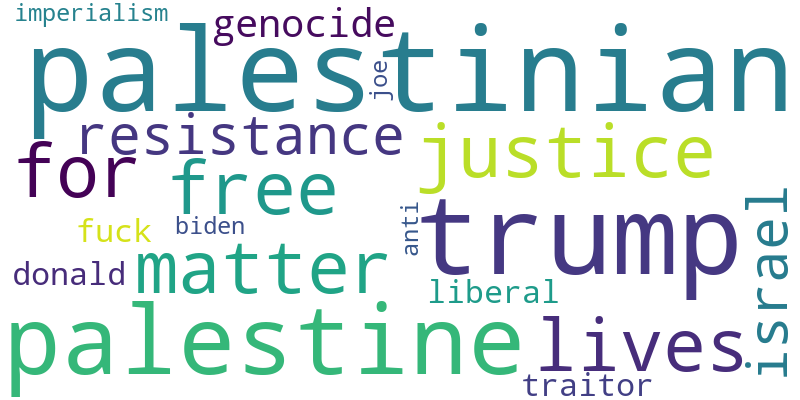 imperialism genocide
palestinian
joe
resistance
justice
for
free
trump
israel
anti
fuck biden
matter
donald
liberal
palestine
lives
traitor